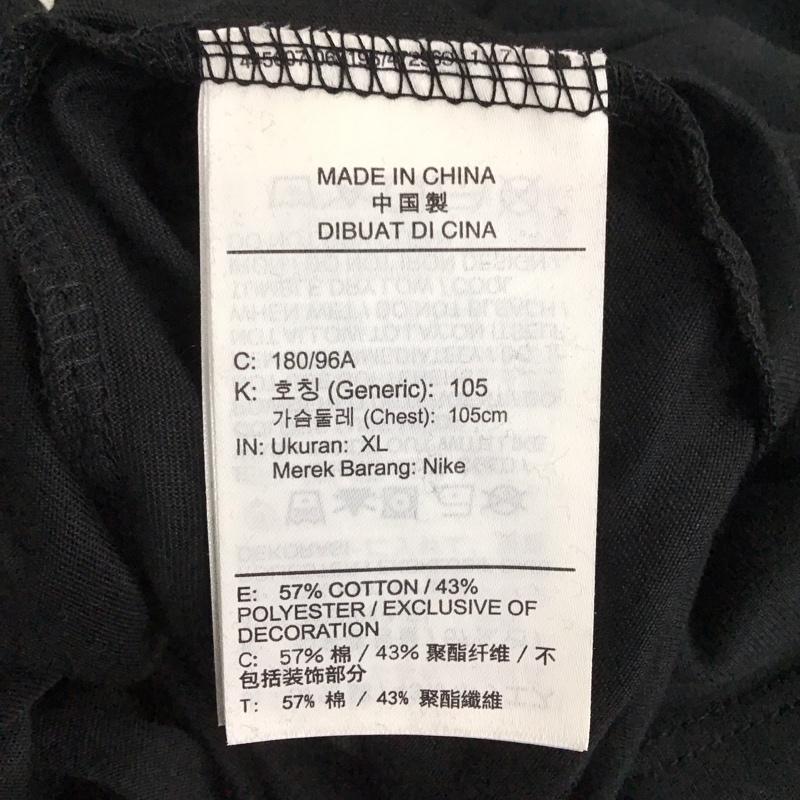 MADE IN CHINA
中国製
DIBUAT DI CINA
C: 180/96A
K: 호칭 (Generic): 105
가슴둘레 (Chest): 105cm
IN: Ukuran: XL
Merek Barang: Nike
E: 57% COTTON / 43%
POLYESTER / EXCLUSIVE OF
DECORATION
C: 57% 棉 / 43% 聚酯纤维 / 不
包括装饰部分
T: 57% 棉 / 43% 聚酯纖維